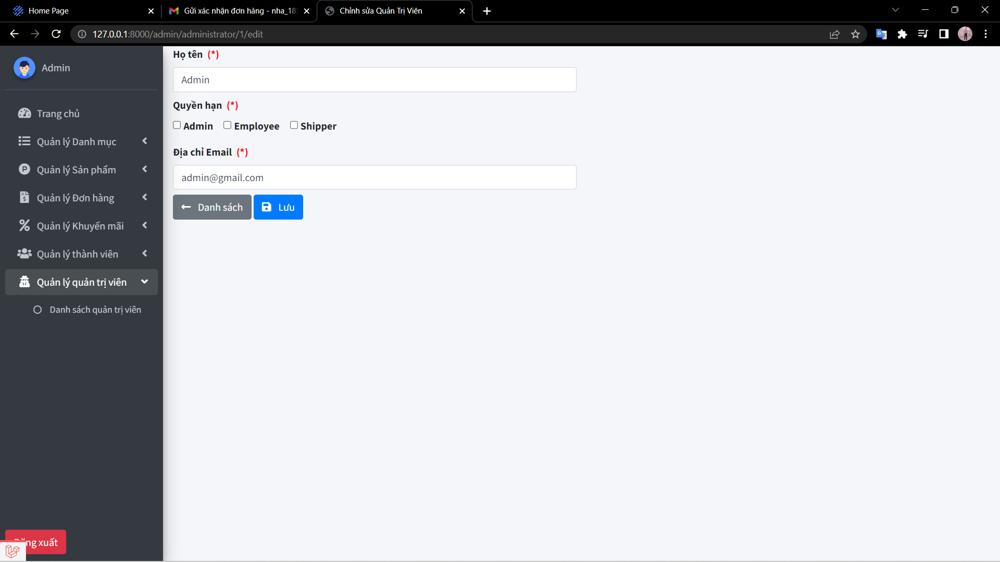 Home Page
Gửi xác nhận đơn hàng - nha_18
Chỉnh sửa Quản Trị Viên
127.0.0.1:8000/admin/administrator/1/edit
Admin
Trang chủ
Quản lý Danh mục
Quản lý Sản phẩm
Quản lý Đơn hàng
Quản lý Khuyến mãi
Quản lý thành viên
Quản lý quản trị viên
Danh sách quản trị viên
Đăng xuất
Họ tên (*)
Admin
Quyền hạn (*)
Admin Employee Shipper
Địa chỉ Email (*)
admin@gmail.com
Danh sách Lưu